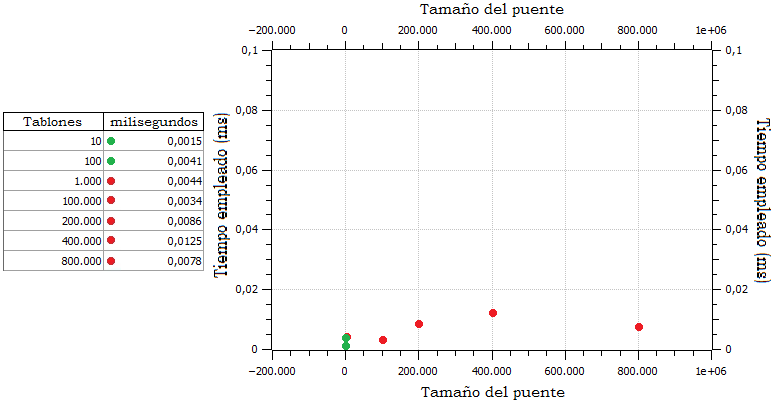 Tamaño del puente
−200.000 0 200.000 400.000 600.000 800.000 1e+06
Tablones milisegundos
10 0,0015
100 0,0041
1.000 0,0044
100.000 0,0034
200.000 0,0086
400.000 0,0125
800.000 0,0078
Tiempo empleado (ms)
0,1
0,08
0,06
0,04
0,02
0
0,1
0,08
0,06
0,04
0,02
0
Tiempo empleado (ms)
−200.000 0 200.000 400.000 600.000 800.000 1e+06
Tamaño del puente